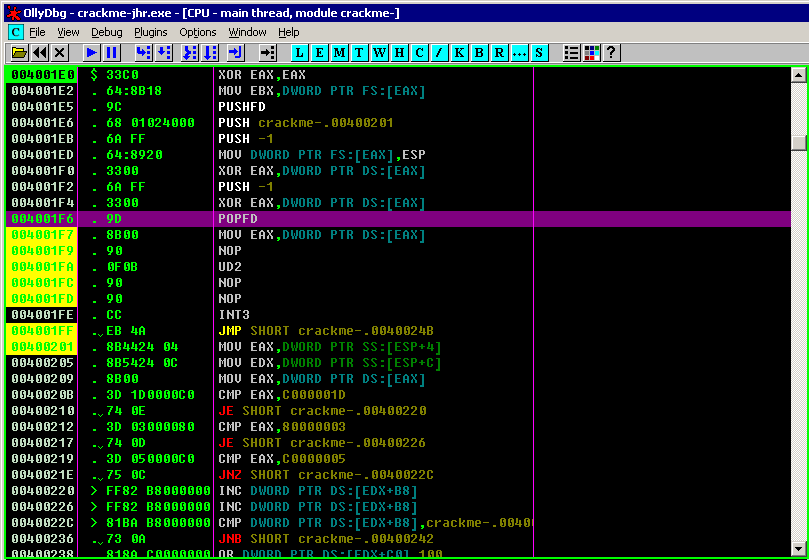 OllyDbg - crackme-jhr.exe - [CPU - main thread, module crackme-]
C File View Debug Plugins Options Window Help
L E M T W H C / K B R ... S ?
004001E0 $ 33C0 XOR EAX,EAX
004001E2 . 64:8B18 MOV EBX,DWORD PTR FS:[EAX]
004001E5 . 9C PUSHFD
004001E6 . 68 01024000 PUSH crackme-.00400201
004001EB . 6A FF PUSH -1
004001ED . 64:8920 MOV DWORD PTR FS:[EAX],ESP
004001F0 . 3300 XOR EAX,DWORD PTR DS:[EAX]
004001F2 . 6A FF PUSH -1
004001F4 . 3300 XOR EAX,DWORD PTR DS:[EAX]
004001F6 . 9D POPFD
004001F7 . 8B00 MOV EAX,DWORD PTR DS:[EAX]
004001F9 . 90 NOP
004001FA . 0F0B UD2
004001FC . 90 NOP
004001FD . 90 NOP
004001FE . CC INT3
004001FF .⌄ EB 4A JMP SHORT crackme-.0040024B
00400201 . 8B4424 04 MOV EAX,DWORD PTR SS:[ESP+4]
00400205 . 8B5424 0C MOV EDX,DWORD PTR SS:[ESP+C]
00400209 . 8B00 MOV EAX,DWORD PTR DS:[EAX]
0040020B . 3D 1D0000C0 CMP EAX,C000001D
00400210 .⌄ 74 0E JE SHORT crackme-.00400220
00400212 . 3D 03000080 CMP EAX,80000003
00400217 .⌄ 74 0D JE SHORT crackme-.00400226
00400219 . 3D 050000C0 CMP EAX,C0000005
0040021E .⌄ 75 0C JNZ SHORT crackme-.0040022C
00400220 > FF82 B8000000 INC DWORD PTR DS:[EDX+B8]
00400226 > FF82 B8000000 INC DWORD PTR DS:[EDX+B8]
0040022C > 81BA B8000000 CMP DWORD PTR DS:[EDX+B8],crackme-.0040
00400236 .⌄ 73 0A JNB SHORT crackme-.00400242
00400238 . 818A C0000000 OR DWORD PTR DS:[EDX+C0],100